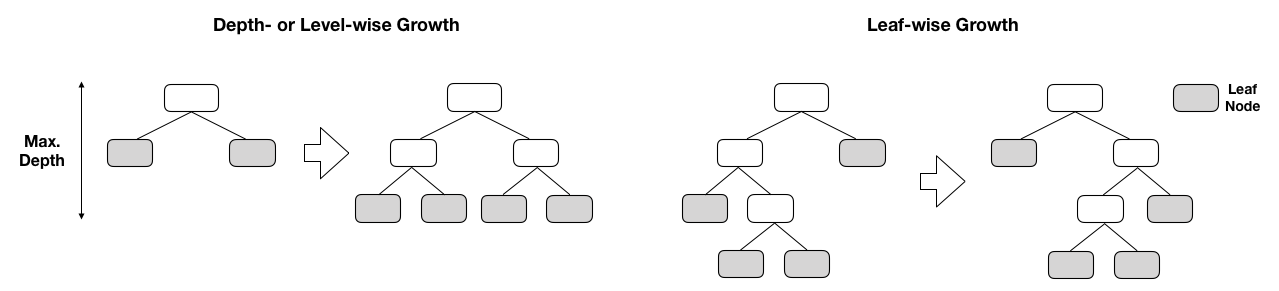 Depth- or Level-wise Growth
Leaf-wise Growth
Max.
Depth
Leaf
Node